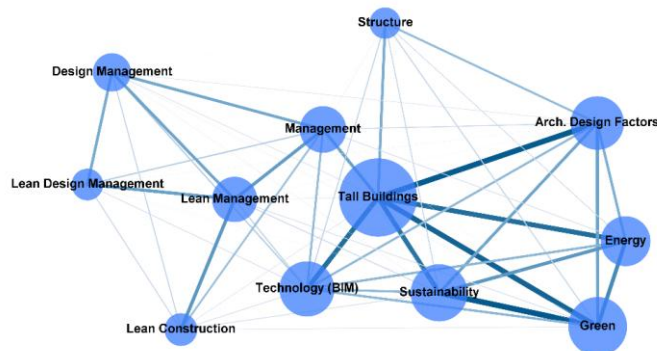 Structure
Design Management
Arch. Design Factors
Management
Lean Design Management
Lean Management
Tall Buildings
Energy
Technology (BIM)
Sustainability
Green
Lean Construction